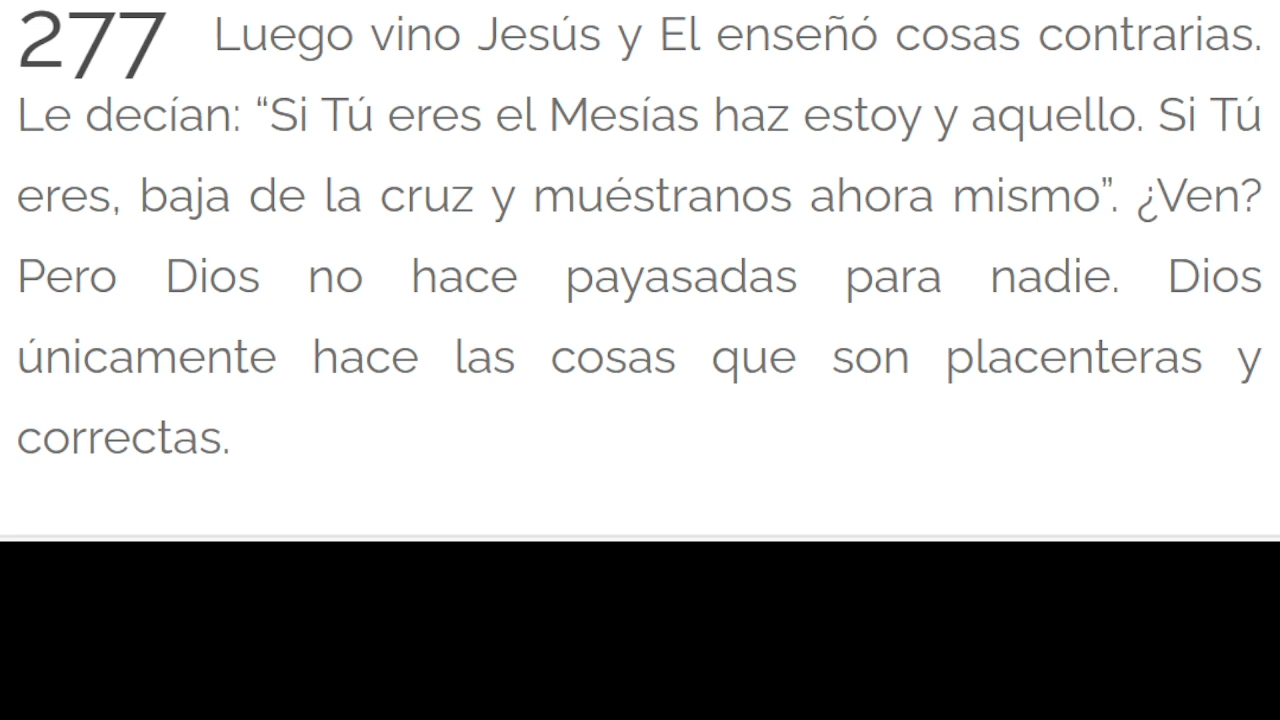 277 Luego vino Jesús y El enseñó cosas contrarias.
Le decían: “Si Tú eres el Mesías haz estoy y aquello. Si Tú
eres, baja de la cruz y muéstranos ahora mismo”. ¿Ven?
Pero Dios no hace payasadas para nadie. Dios
únicamente hace las cosas que son placenteras y
correctas.